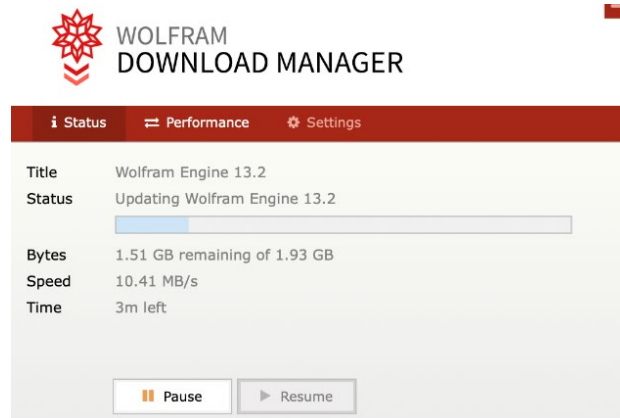 WOLFRAM
DOWNLOAD MANAGER
i Status Performance Settings
Title Wolfram Engine 13.2
Status Updating Wolfram Engine 13.2
Bytes 1.51 GB remaining of 1.93 GB
Speed 10.41 MB/s
Time 3m left
Pause Resume